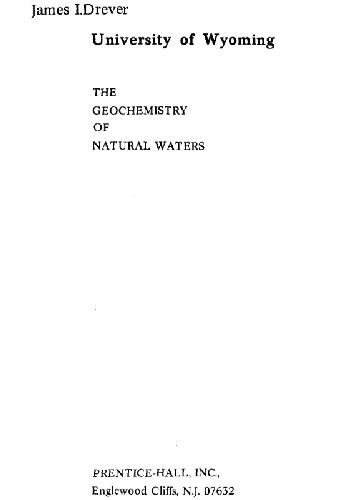 James I.Drever
University of Wyoming
THE
GEOCHEMISTRY
OF
NATURAL WATERS
PRENTICE-HALL, INC.,
Englewood Cliffs, N.J. 07632